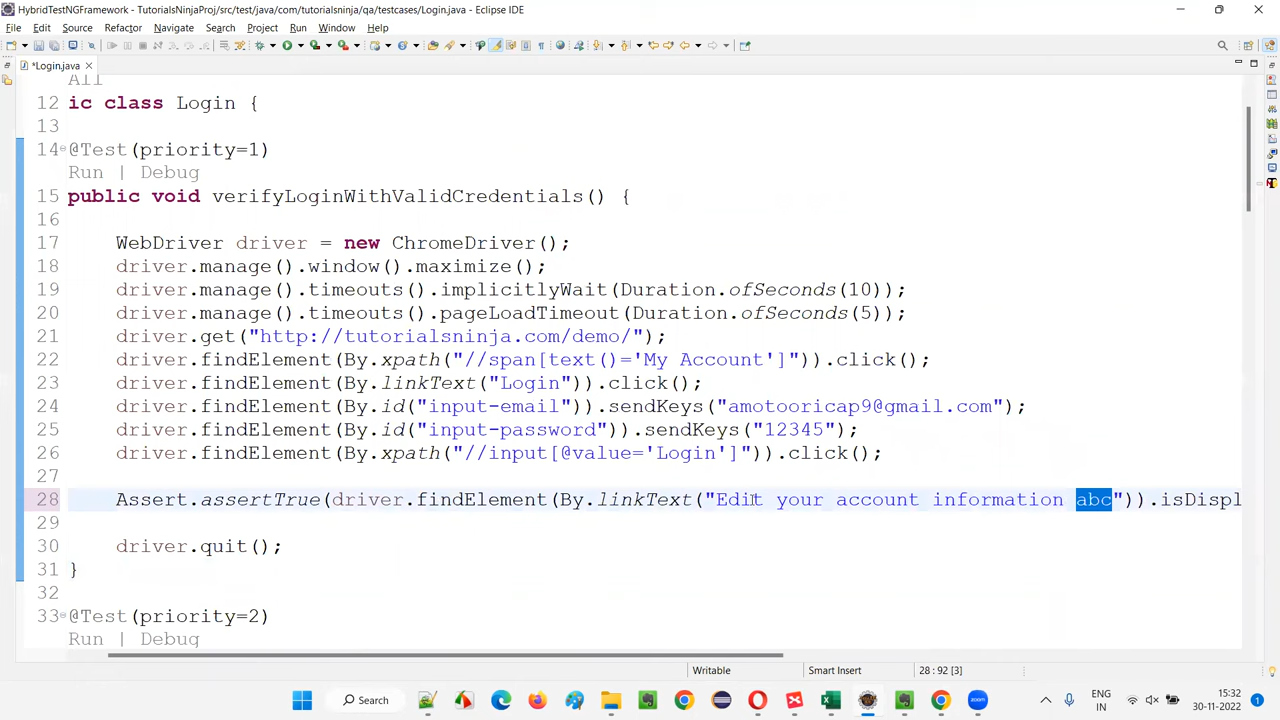 HybridTestNGFramework - TutorialsNinjaProj/src/test/java/com/tutorialsninja/qa/testcases/Login.java - Eclipse IDE
File Edit Source Refactor Navigate Search Project Run Window Help
*Login.java
All
12 ic class Login {
13
14 @Test(priority=1)
Run | Debug
15 public void verifyLoginWithValidCredentials() {
16
17 WebDriver driver = new ChromeDriver();
18 driver.manage().window().maximize();
19 driver.manage().timeouts().implicitlyWait(Duration.ofSeconds(10));
20 driver.manage().timeouts().pageLoadTimeout(Duration.ofSeconds(5));
21 driver.get("http://tutorialsninja.com/demo/");
22 driver.findElement(By.xpath("//span[text()='My Account']")).click();
23 driver.findElement(By.linkText("Login")).click();
24 driver.findElement(By.id("input-email")).sendKeys("amotooricap9@gmail.com");
25 driver.findElement(By.id("input-password")).sendKeys("12345");
26 driver.findElement(By.xpath("//input[@value='Login']")).click();
27
28 Assert.assertTrue(driver.findElement(By.linkText("Edit your account information abc")).isDispl
29
30 driver.quit();
31 }
32
33 @Test(priority=2)
Run | Debug
Writable Smart Insert 28 : 92 [3]
Search
zoom
ENG
IN
15:32
30-11-2022
1